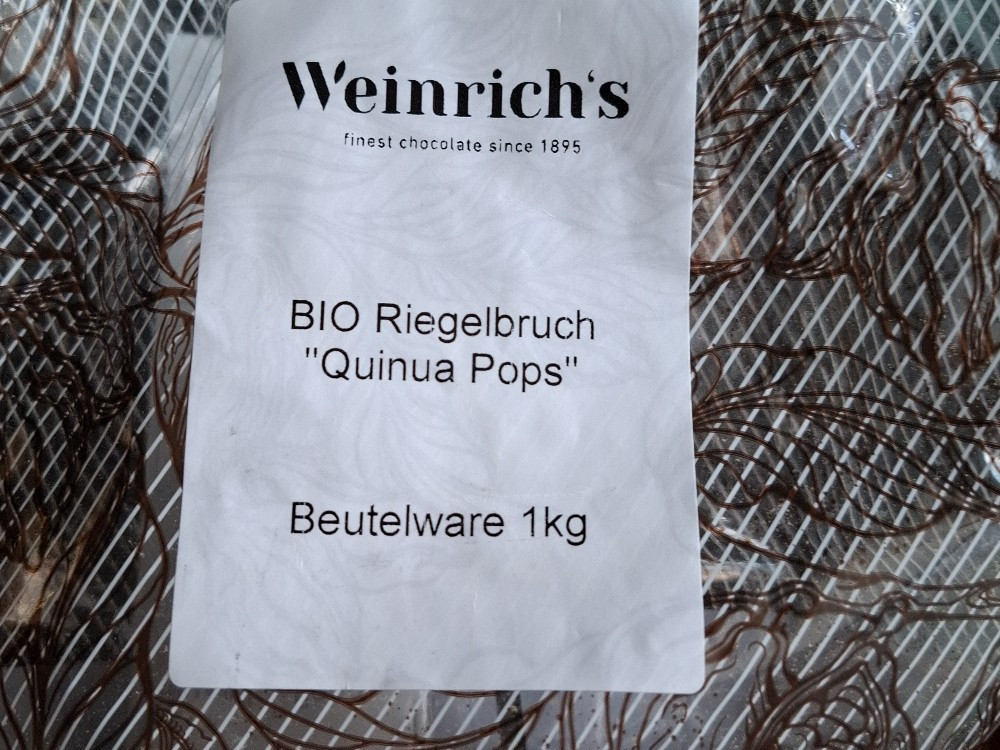 Weinrich's
finest chocolate since 1895
BIO Riegelbruch
"Quinua Pops"
Beutelware 1kg